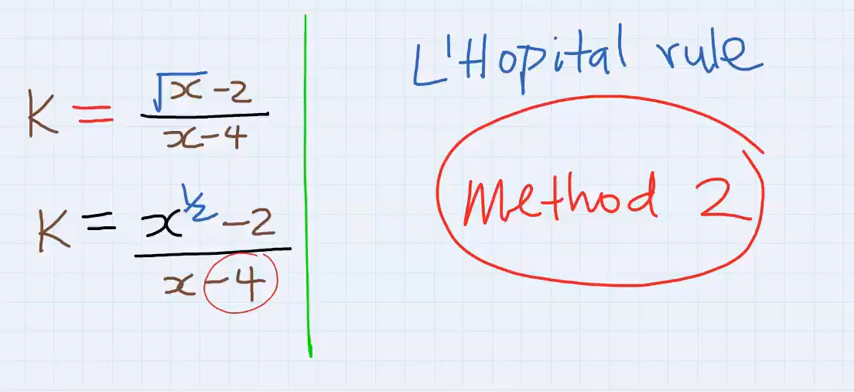 K = √x - 2 / x - 4
K = x^1/2 - 2 / x - 4
L'Hopital rule
Method 2